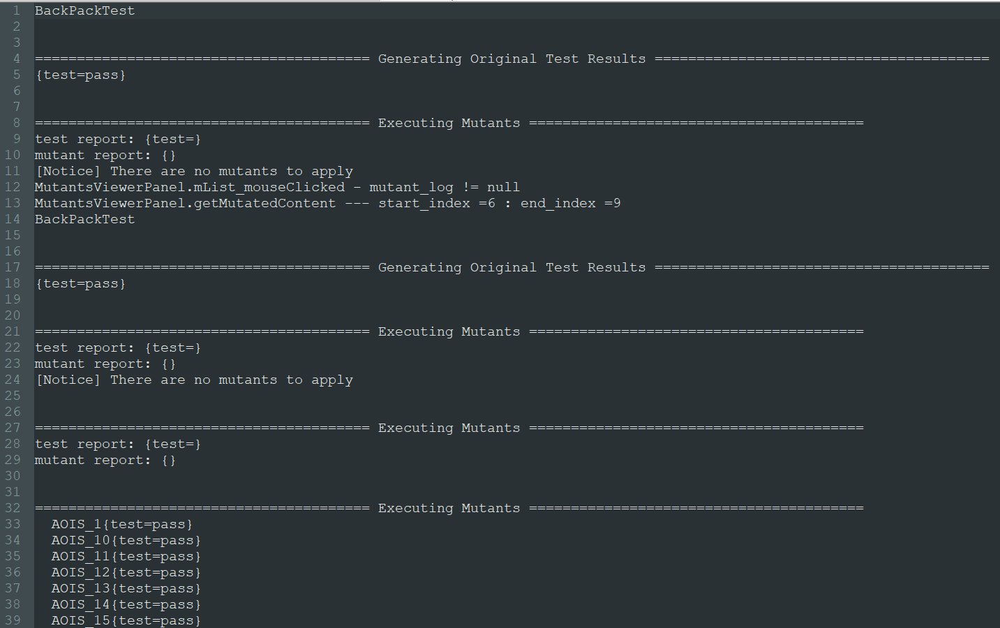 1 BackPackTest
2
3
4 ======================================== Generating Original Test Results ========================================
5 {test=pass}
6
7
8 ======================================== Executing Mutants ========================================
9 test report: {test=}
10 mutant report: {}
11 [Notice] There are no mutants to apply
12 MutantsViewerPanel.mList_mouseClicked - mutant_log != null
13 MutantsViewerPanel.getMutatedContent --- start_index =6 : end_index =9
14 BackPackTest
15
16
17 ======================================== Generating Original Test Results ========================================
18 {test=pass}
19
20
21 ======================================== Executing Mutants ========================================
22 test report: {test=}
23 mutant report: {}
24 [Notice] There are no mutants to apply
25
26
27 ======================================== Executing Mutants ========================================
28 test report: {test=}
29 mutant report: {}
30
31
32 ======================================== Executing Mutants ========================================
33   AOIS_1{test=pass}
34   AOIS_10{test=pass}
35   AOIS_11{test=pass}
36   AOIS_12{test=pass}
37   AOIS_13{test=pass}
38   AOIS_14{test=pass}
39   AOIS_15{test=pass}